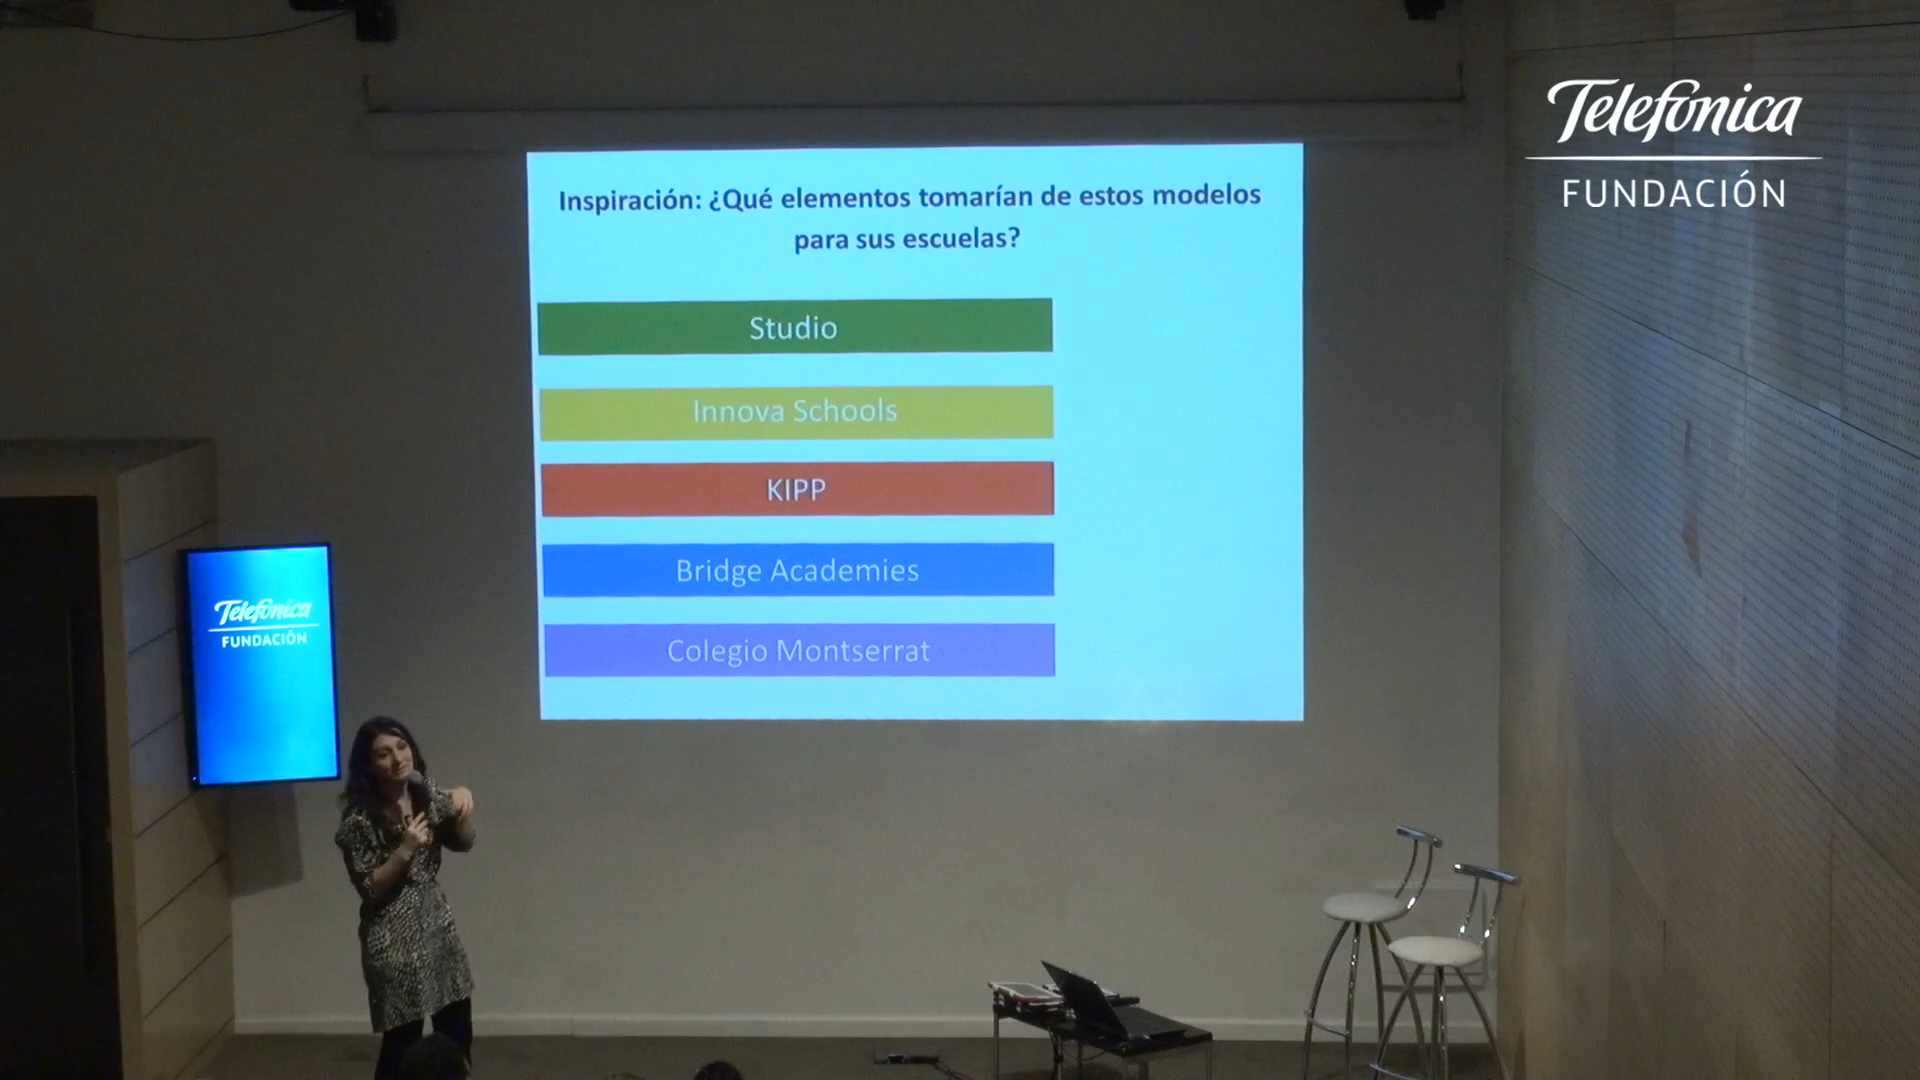 Telefónica
FUNDACIÓN
Inspiración: ¿Qué elementos tomarían de estos modelos
para sus escuelas?
Studio
Innova Schools
KIPP
Bridge Academies
Colegio Montserrat
Telefónica
FUNDACIÓN